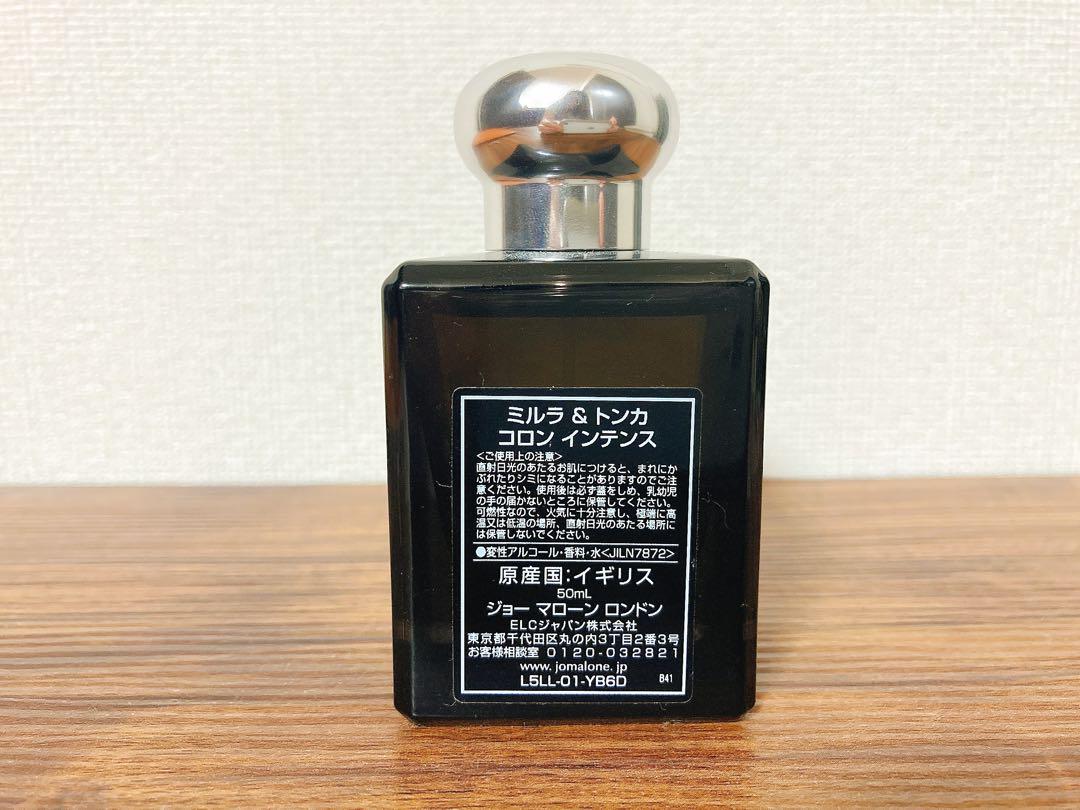 ミルラ & トンカ
コロン インテンス
<ご使用上の注意>
直射日光のあたるお肌につけると、まれにか
ぶれたりシミになることがありますのでご注
意ください。使用後は必ず蓋をしめ、乳幼児
の手の届かないところに保管してください。
可燃性なので、火気に十分注意し、極端に高
温又は低温の場所、直射日光のあたる場所に
は保管しないでください。
●変性アルコール・香料・水<JILN7872>
原産国:イギリス
50mL
ジョー マローン ロンドン
ELCジャパン株式会社
東京都千代田区丸の内3丁目2番3号
お客様相談室 0120-032821
www.jomalone.jp
L5LL-01-YB6D B41